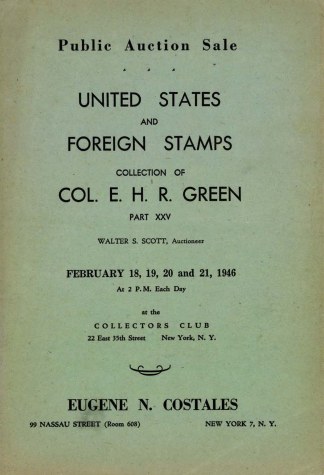 Public Auction Sale
UNITED STATES
AND
FOREIGN STAMPS
COLLECTION OF
COL. E. H. R. GREEN
PART XXV
WALTER S. SCOTT, Auctioneer
FEBRUARY 18, 19, 20 and 21, 1946
At 2 P.M. Each Day
at the
COLLECTORS CLUB
22 East 35th Street New York, N. Y.
EUGENE N. COSTALES
99 NASSAU STREET (Room 608) NEW YORK 7, N. Y.